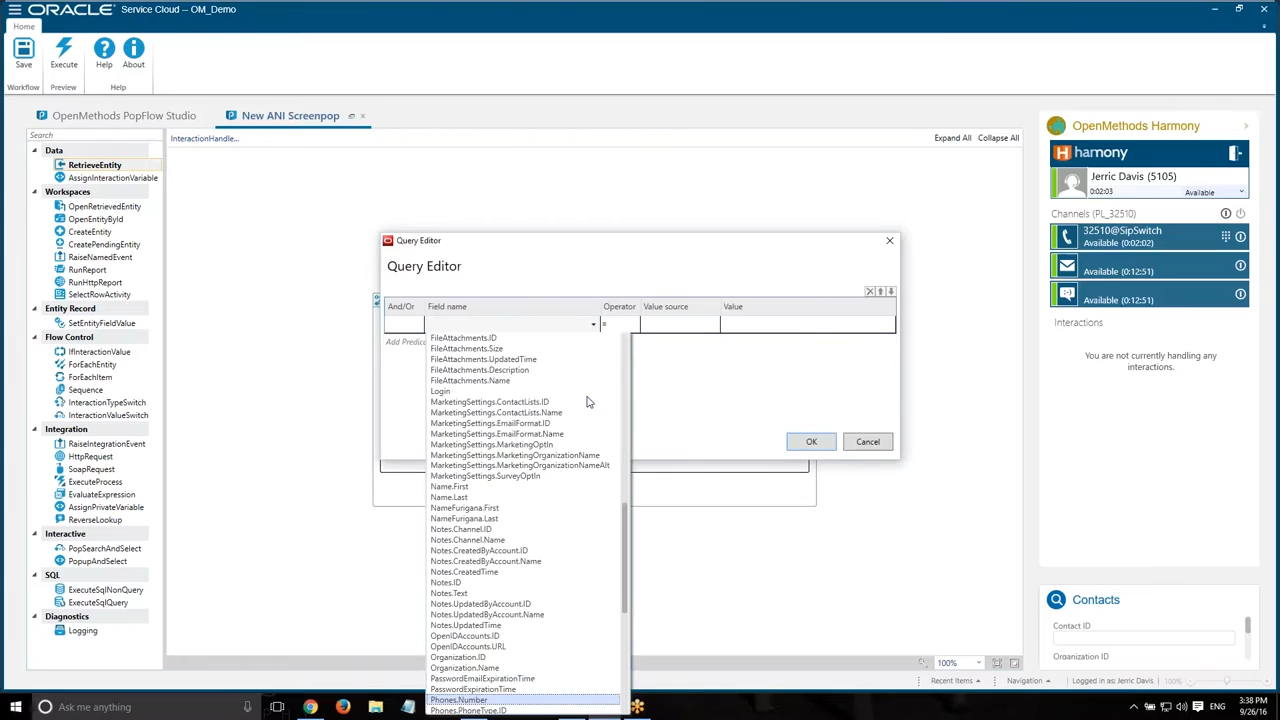 ORACLE Service Cloud -- OM_Demo
Home
Save
Execute
Help
About
Workflow
Preview
Help
OpenMethods PopFlow Studio
New ANI Screenpop
Search
InteractionHandle...
Expand All
Collapse All
Data
RetrieveEntity
AssignInteractionVariable
Workspaces
OpenRetrievedEntity
OpenEntityById
CreateEntity
CreatePendingEntity
RaiseNamedEvent
RunReport
RunHttpReport
SelectRowActivity
Entity Record
SetEntityFieldValue
Flow Control
IfInteractionValue
ForEachEntity
ForEachItem
Sequence
InteractionTypeSwitch
InteractionValueSwitch
Integration
RaiseIntegrationEvent
HttpRequest
SoapRequest
ExecuteProcess
EvaluateExpression
AssignPrivateVariable
ReverseLookup
Interactive
PopSearchAndSelect
PopupAndSelect
SQL
ExecuteSqlNonQuery
ExecuteSqlQuery
Diagnostics
Logging
Query Editor
Query Editor
And/Or
Field name
Operator
Value source
Value
=
Add Predica
FileAttachments.ID
FileAttachments.Size
FileAttachments.UpdatedTime
FileAttachments.Description
FileAttachments.Name
Login
MarketingSettings.ContactLists.ID
MarketingSettings.ContactLists.Name
MarketingSettings.EmailFormat.ID
MarketingSettings.EmailFormat.Name
MarketingSettings.MarketingOptIn
MarketingSettings.MarketingOrganizationName
MarketingSettings.MarketingOrganizationNameAlt
MarketingSettings.SurveyOptIn
Name.First
Name.Last
NameFurigana.First
NameFurigana.Last
Notes.Channel.ID
Notes.Channel.Name
Notes.CreatedByAccount.ID
Notes.CreatedByAccount.Name
Notes.CreatedTime
Notes.ID
Notes.Text
Notes.UpdatedByAccount.ID
Notes.UpdatedByAccount.Name
Notes.UpdatedTime
OpenIDAccounts.ID
OpenIDAccounts.URL
Organization.ID
Organization.Name
PasswordEmailExpirationTime
PasswordExpirationTime
Phones.Number
Phones.PhoneType.ID
OK
Cancel
OpenMethods Harmony
harmony
Jerric Davis (5105)
0:02:03
Available
Channels (PL_32510)
32510@SipSwitch
Available (0:02:02)
Available (0:12:51)
Available (0:12:51)
Interactions
You are not currently handling any
interactions.
Contacts
Contact ID
Organization ID
100%
Recent Items
Navigation
Logged in as: Jerric Davis
100%
Ask me anything
ENG
3:38 PM
9/26/16